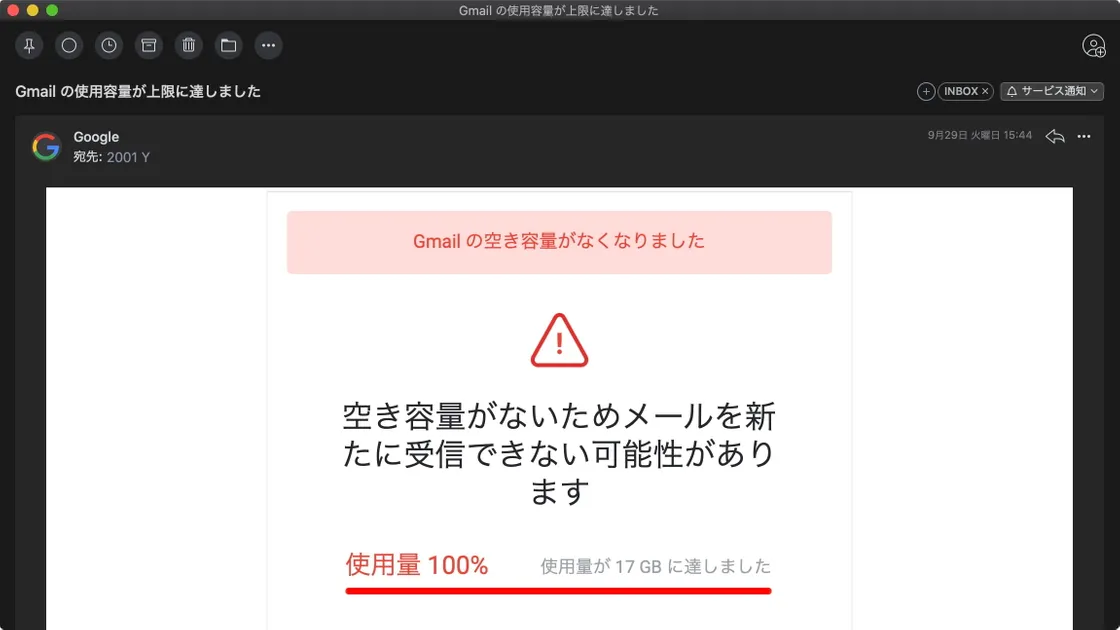 Gmail の使用容量が上限に達しました
Gmail の使用容量が上限に達しました
INBOX ×
サービス通知
Google
9月29日 火曜日 15:44
宛先: 2001 Y
Gmail の空き容量がなくなりました
空き容量がないためメールを新
たに受信できない可能性があり
ます
使用量 100%
使用量が 17 GB に達しました